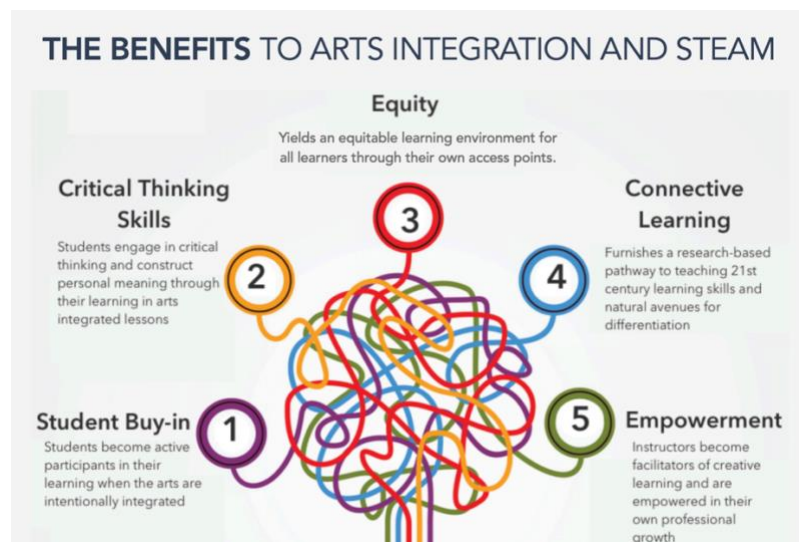 THE BENEFITS TO ARTS INTEGRATION AND STEAM
Equity
Yields an equitable learning environment for
all learners through their own access points.
3
Critical Thinking
Skills
Students engage in critical
thinking and construct
personal meaning through
their learning in arts
integrated lessons
2
Connective
Learning
Furnishes a research-based
pathway to teaching 21st
century learning skills and
natural avenues for
differentiation
4
Student Buy-in
Students become active
participants in their
learning when the arts are
intentionally integrated
1
Empowerment
Instructors become
facilitators of creative
learning and are
empowered in their
own professional
growth
5